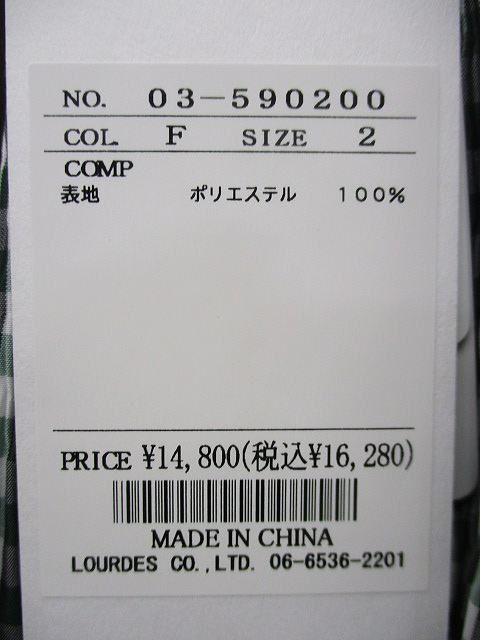 NO. 03-590200
COL. F SIZE 2
COMP
表地 ポリエステル 100%
PRICE ¥14,800(税込¥16,280)
MADE IN CHINA
LOURDES CO.,LTD. 06-6536-2201